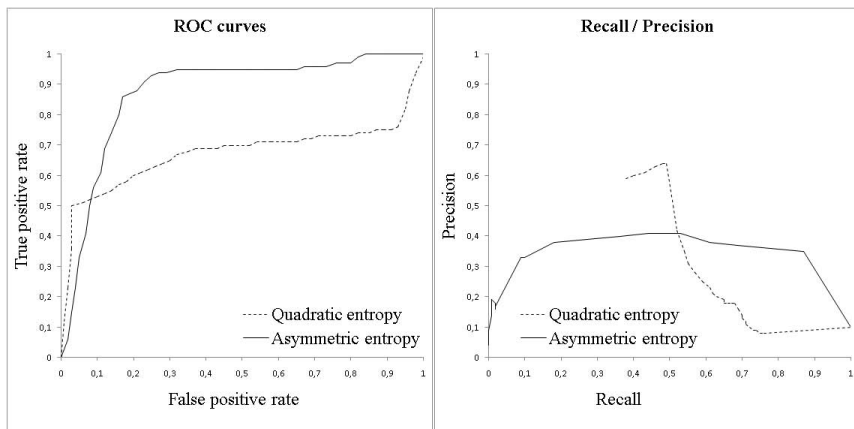 ROC curves
1
0,9
0,8
0,7
0,6
0,5
0,4
0,3
0,2
0,1
0
True positive rate
Quadratic entropy
Asymmetric entropy
0 0,1 0,2 0,3 0,4 0,5 0,6 0,7 0,8 0,9 1
False positive rate
Recall / Precision
1
0,9
0,8
0,7
0,6
0,5
0,4
0,3
0,2
0,1
0
Precision
Quadratic entropy
Asymmetric entropy
0 0,1 0,2 0,3 0,4 0,5 0,6 0,7 0,8 0,9 1
Recall